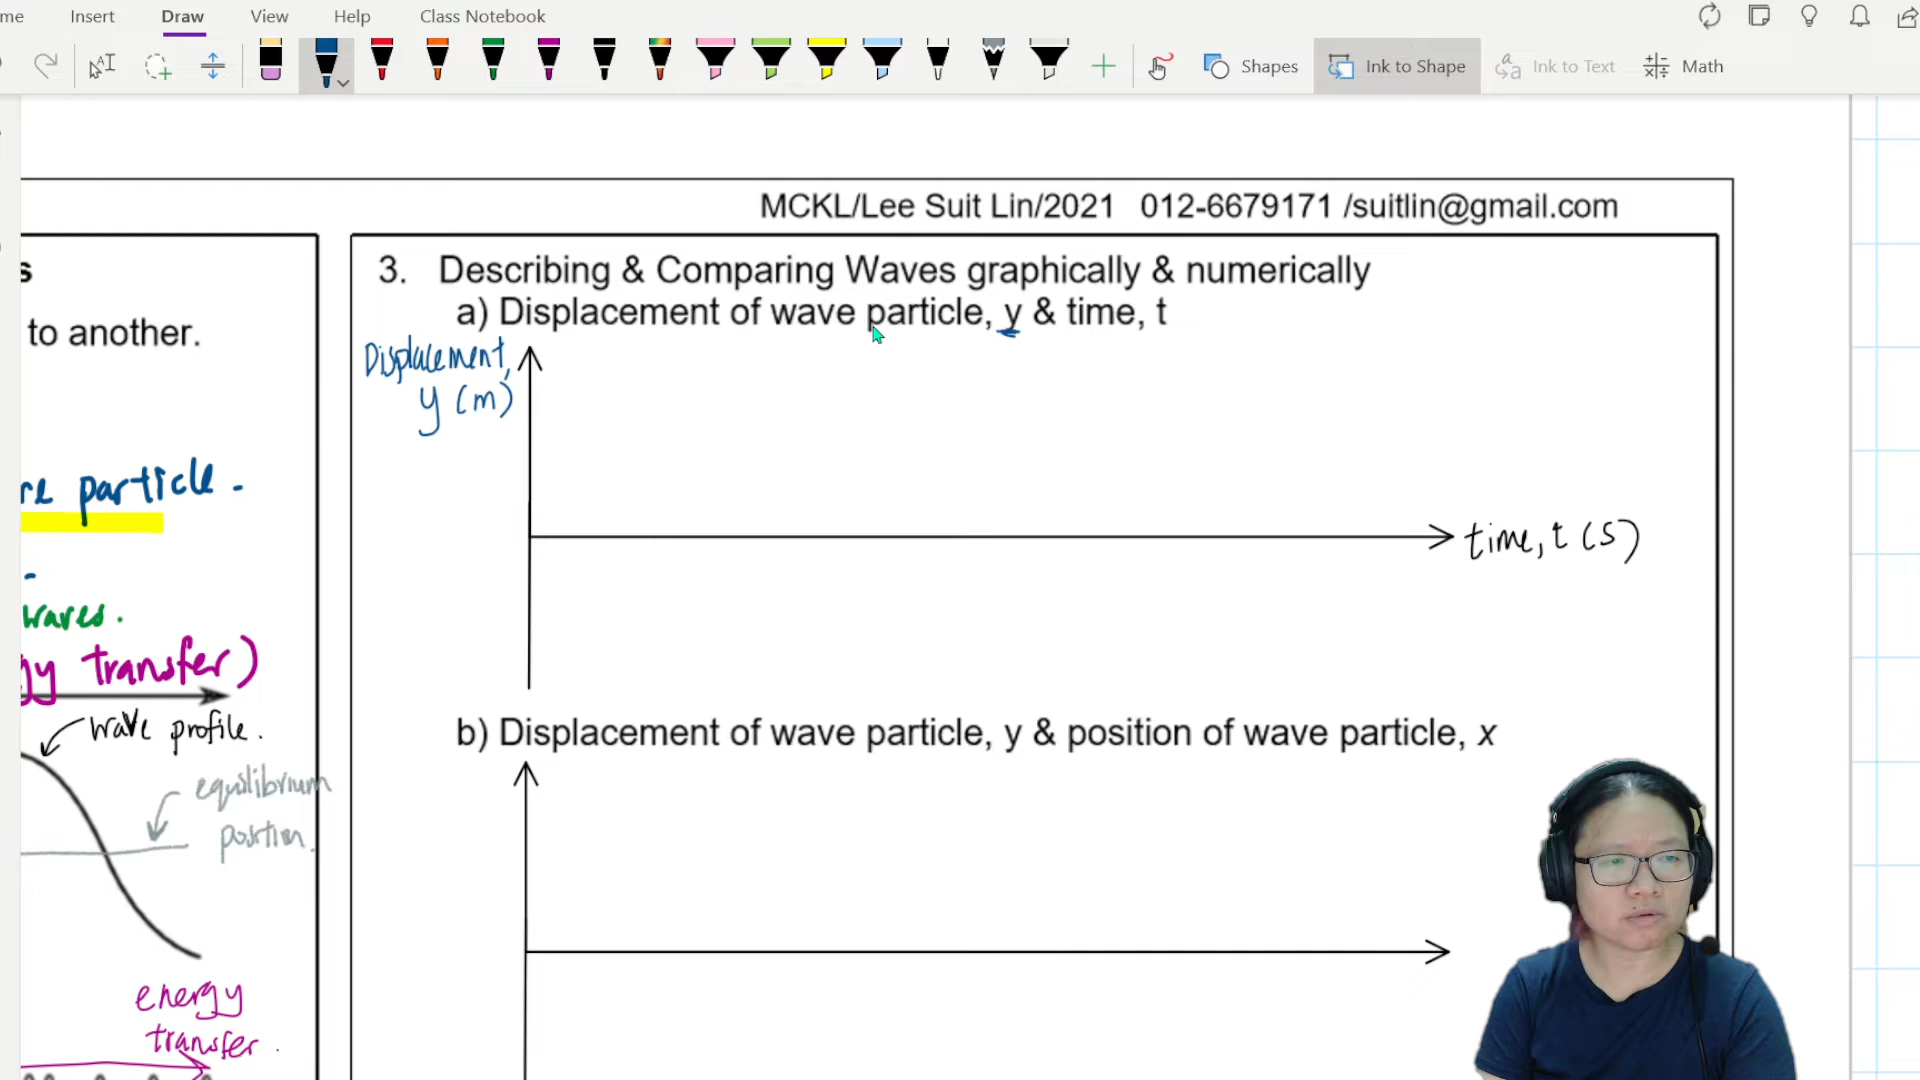 Insert Draw View Help Class Notebook
Shapes Ink to Shape Ink to Text Math
MCKL/Lee Suit Lin/2021 012-6679171 /suitlin@gmail.com
to another.
particle.
waves.
transfer)
wave profile.
equilibrium
position.
energy
transfer.
3. Describing & Comparing Waves graphically & numerically
a) Displacement of wave particle, y & time, t
Displacement,
y (m)
time, t (s)
b) Displacement of wave particle, y & position of wave particle, x